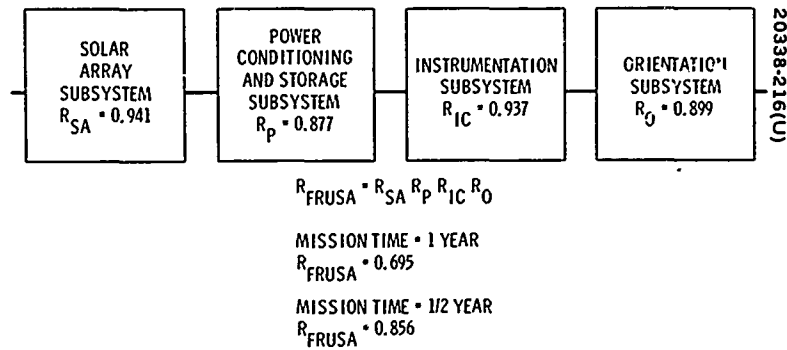 SOLAR
ARRAY
SUBSYSTEM
R_SA = 0.941
POWER
CONDITIONING
AND STORAGE
SUBSYSTEM
R_P = 0.877
INSTRUMENTATION
SUBSYSTEM
R_IC = 0.937
ORIENTATION
SUBSYSTEM
R_O = 0.899
20338-216(U)
R_FRUSA = R_SA R_P R_IC R_O
MISSION TIME = 1 YEAR
R_FRUSA = 0.695
MISSION TIME = 1/2 YEAR
R_FRUSA = 0.856